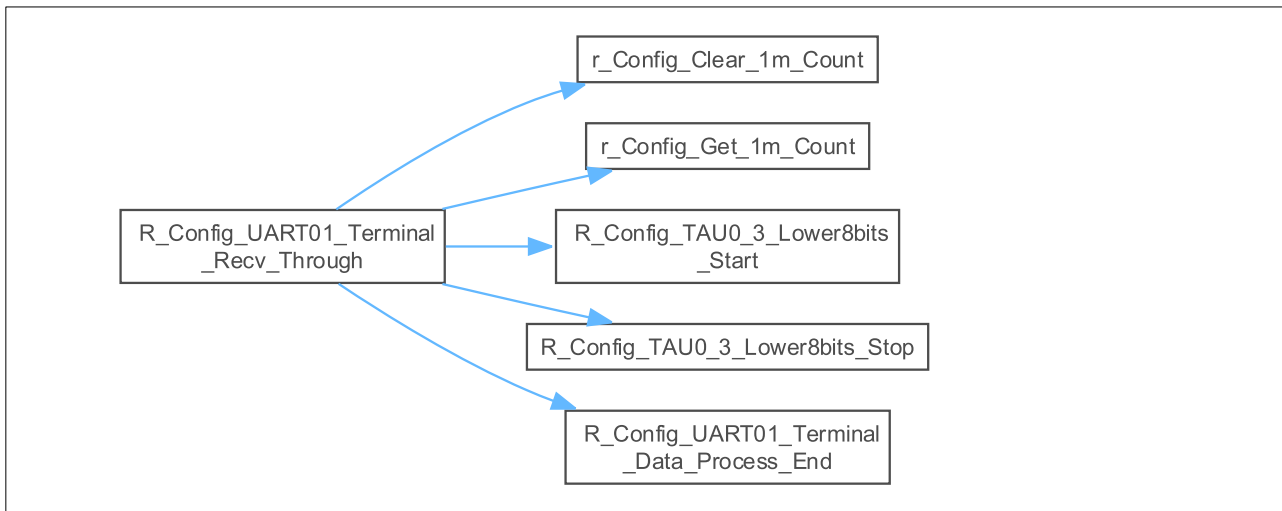 r_Config_Clear_1m_Count
r_Config_Get_1m_Count
R_Config_UART01_Terminal
_Recv_Through
R_Config_TAU0_3_Lower8bits
_Start
R_Config_TAU0_3_Lower8bits_Stop
R_Config_UART01_Terminal
_Data_Process_End